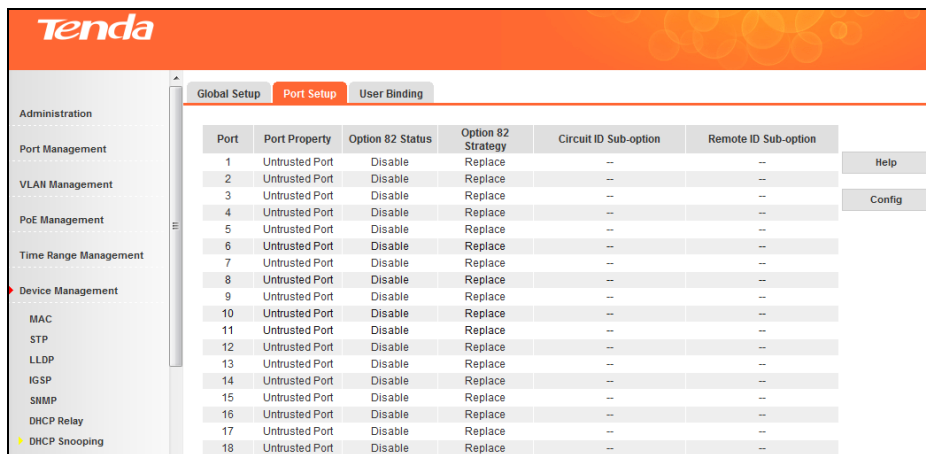 Tenda
Global Setup Port Setup User Binding
Administration
Port Management
VLAN Management
PoE Management
Time Range Management
Device Management
MAC
STP
LLDP
IGSP
SNMP
DHCP Relay
DHCP Snooping
Port Port Property Option 82 Status Option 82 Strategy Circuit ID Sub-option Remote ID Sub-option
1 Untrusted Port Disable Replace -- --
2 Untrusted Port Disable Replace -- --
3 Untrusted Port Disable Replace -- --
4 Untrusted Port Disable Replace -- --
5 Untrusted Port Disable Replace -- --
6 Untrusted Port Disable Replace -- --
7 Untrusted Port Disable Replace -- --
8 Untrusted Port Disable Replace -- --
9 Untrusted Port Disable Replace -- --
10 Untrusted Port Disable Replace -- --
11 Untrusted Port Disable Replace -- --
12 Untrusted Port Disable Replace -- --
13 Untrusted Port Disable Replace -- --
14 Untrusted Port Disable Replace -- --
15 Untrusted Port Disable Replace -- --
16 Untrusted Port Disable Replace -- --
17 Untrusted Port Disable Replace -- --
18 Untrusted Port Disable Replace -- --
Help
Config